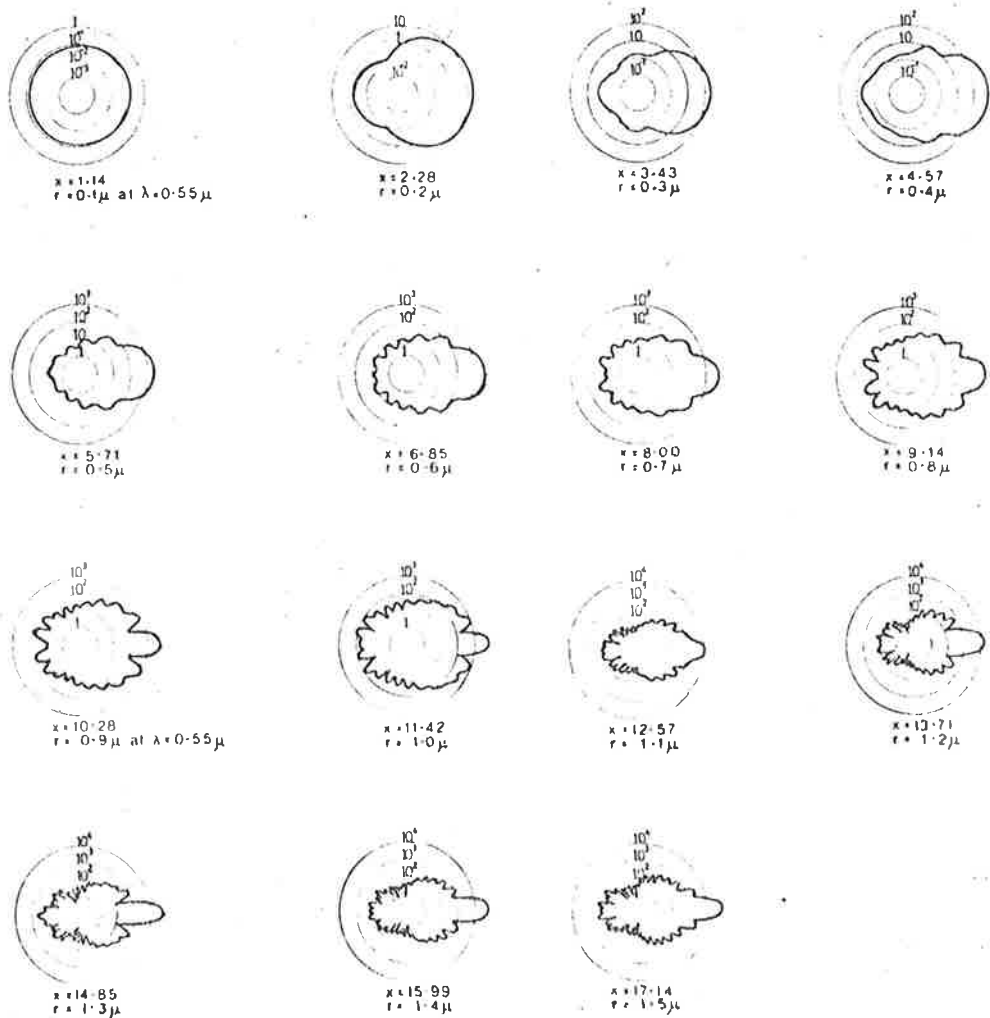 1
10¹
10⁻²
10⁻³
x = 1·14
r = 0·1μ at λ=0·55μ
10
1
10⁻²
x = 2·28
r = 0·2μ
10²
10
10⁻¹
x = 3·43
r = 0·3μ
10²
10
10⁻¹
x = 4·57
r = 0·4μ
10³
10²
10
1
x = 5·71
r = 0·5μ
10³
10²
1
x = 6·85
r = 0·6μ
10³
10²
1
x = 8·00
r = 0·7μ
10³
10²
1
x = 9·14
r = 0·8μ
10³
10²
1
x = 10·28
r = 0·9μ at λ=0·55μ
10³
10²
1
x = 11·42
r = 1·0μ
10⁴
10³
10²
x = 12·57
r = 1·1μ
10⁴
10³
10²
1
x = 13·71
r = 1·2μ
10⁴
10³
10²
x = 14·85
r = 1·3μ
10⁴
10³
10²
1
x = 15·99
r = 1·4μ
10⁴
10³
10²
x = 17·14
r = 1·5μ